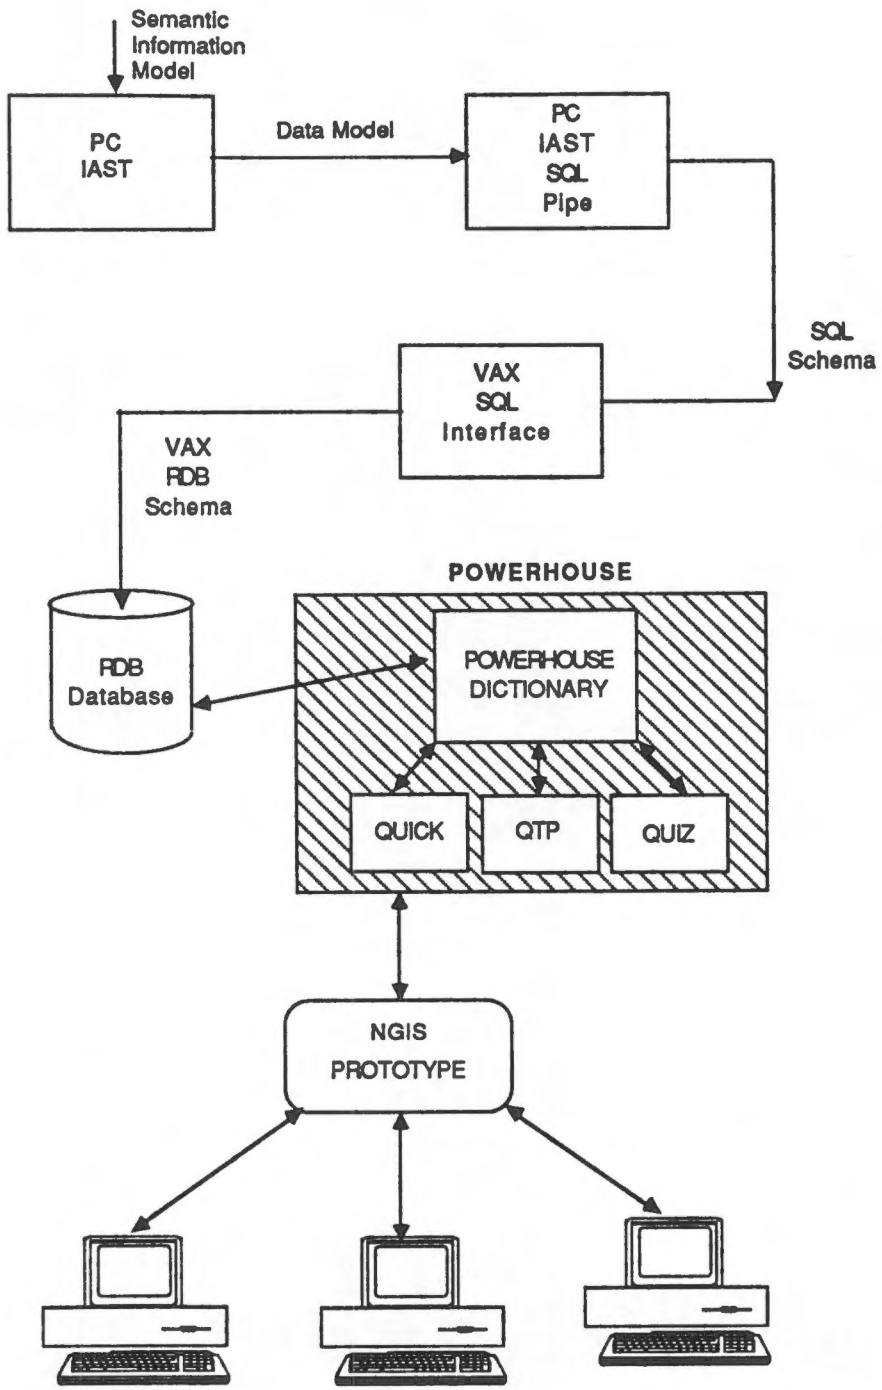 Semantic
Information
Model
PC
IAST
Data Model
PC
IAST
SQL
Pipe
SQL
Schema
VAX
SQL
Interface
VAX
RDB
Schema
POWERHOUSE
RDB
Database
POWERHOUSE
DICTIONARY
QUICK
QTP
QUIZ
NGIS
PROTOTYPE